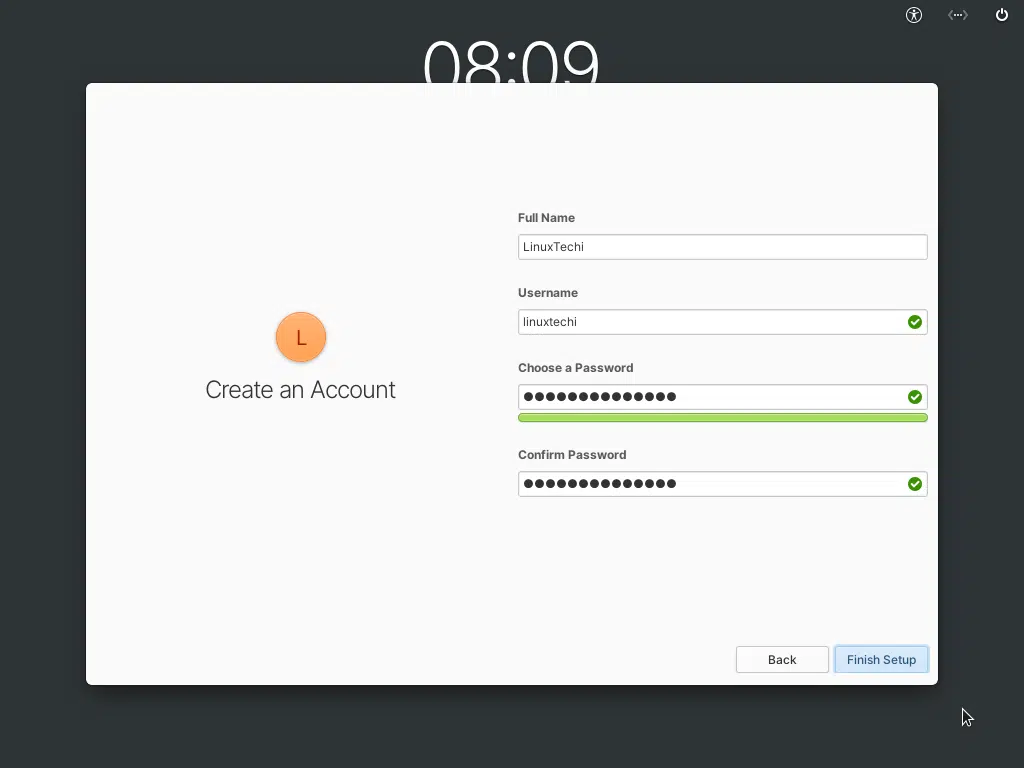 08:09
Full Name
LinuxTechi
Username
linuxtechi
Choose a Password
●●●●●●●●●●●●●●
Confirm Password
●●●●●●●●●●●●●●
L
Create an Account
Back
Finish Setup